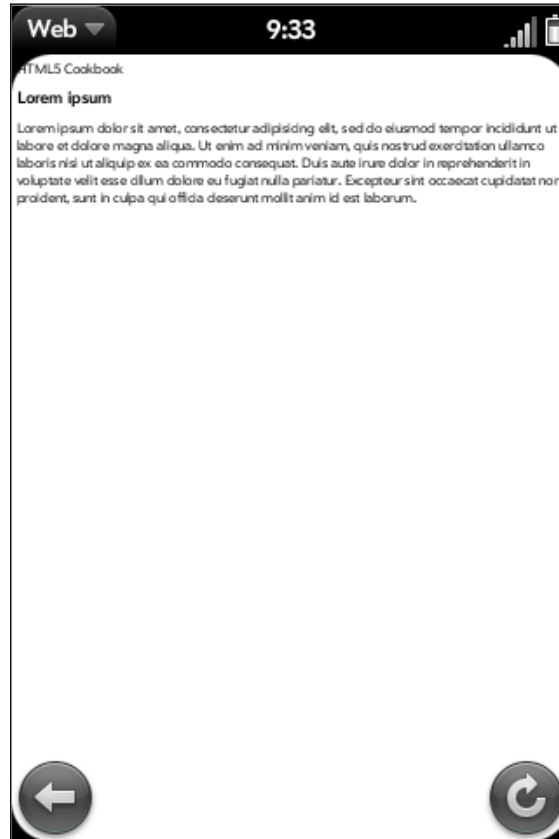 Web
9:33
HTML5 Cookbook
Lorem ipsum
Lorem ipsum dolor sit amet, consectetur adipisicing elit, sed do eiusmod tempor incididunt ut
labore et dolore magna aliqua. Ut enim ad minim veniam, quis nostrud exercitation ullamco
laboris nisi ut aliquip ex ea commodo consequat. Duis aute irure dolor in reprehenderit in
voluptate velit esse cillum dolore eu fugiat nulla pariatur. Excepteur sint occaecat cupidatat non
proident, sunt in culpa qui officia deserunt mollit anim id est laborum.